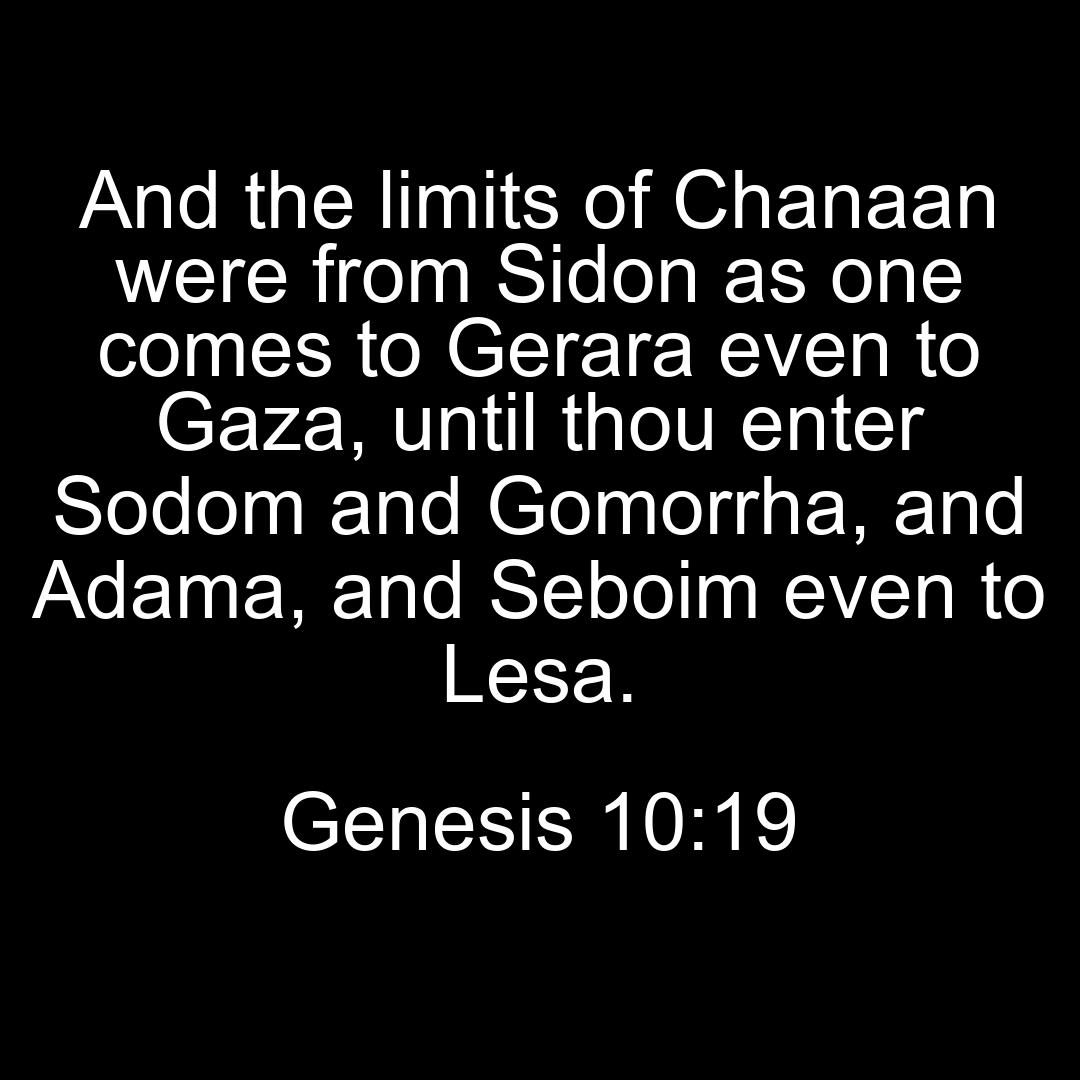 And the limits of Chanaan
were from Sidon as one
comes to Gerara even to
Gaza, until thou enter
Sodom and Gomorrha, and
Adama, and Seboim even to
Lesa.
Genesis 10:19